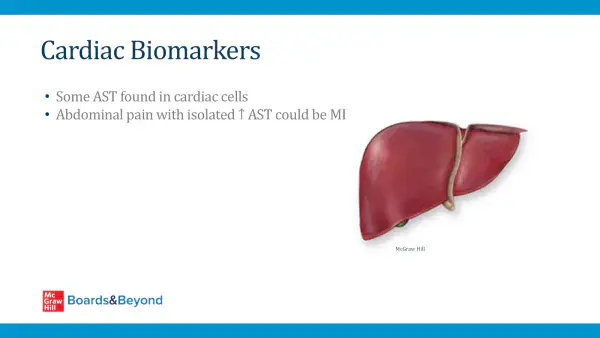 Cardiac Biomarkers
• Some AST found in cardiac cells
• Abdominal pain with isolated ↑ AST could be MI
McGraw Hill
Mc
Graw
Hill
Boards&Beyond